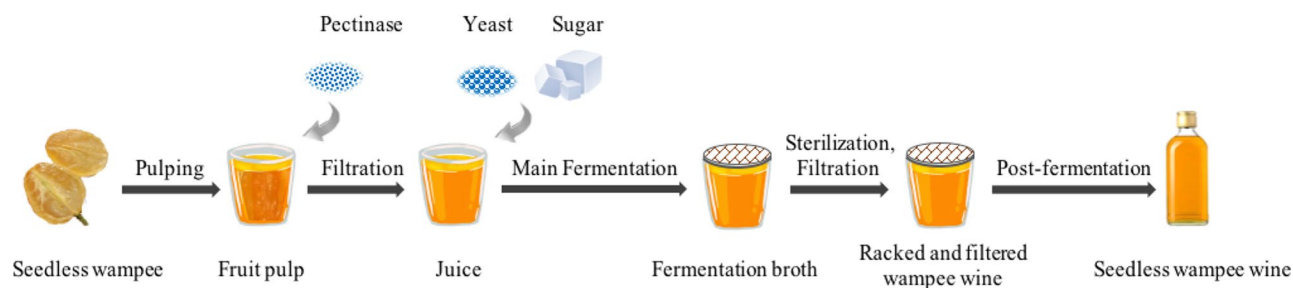 Pectinase
Yeast
Sugar
Pulping
Filtration
Main Fermentation
Sterilization,
Filtration
Post-fermentation
Seedless wampee
Fruit pulp
Juice
Fermentation broth
Racked and filtered
wampee wine
Seedless wampee wine